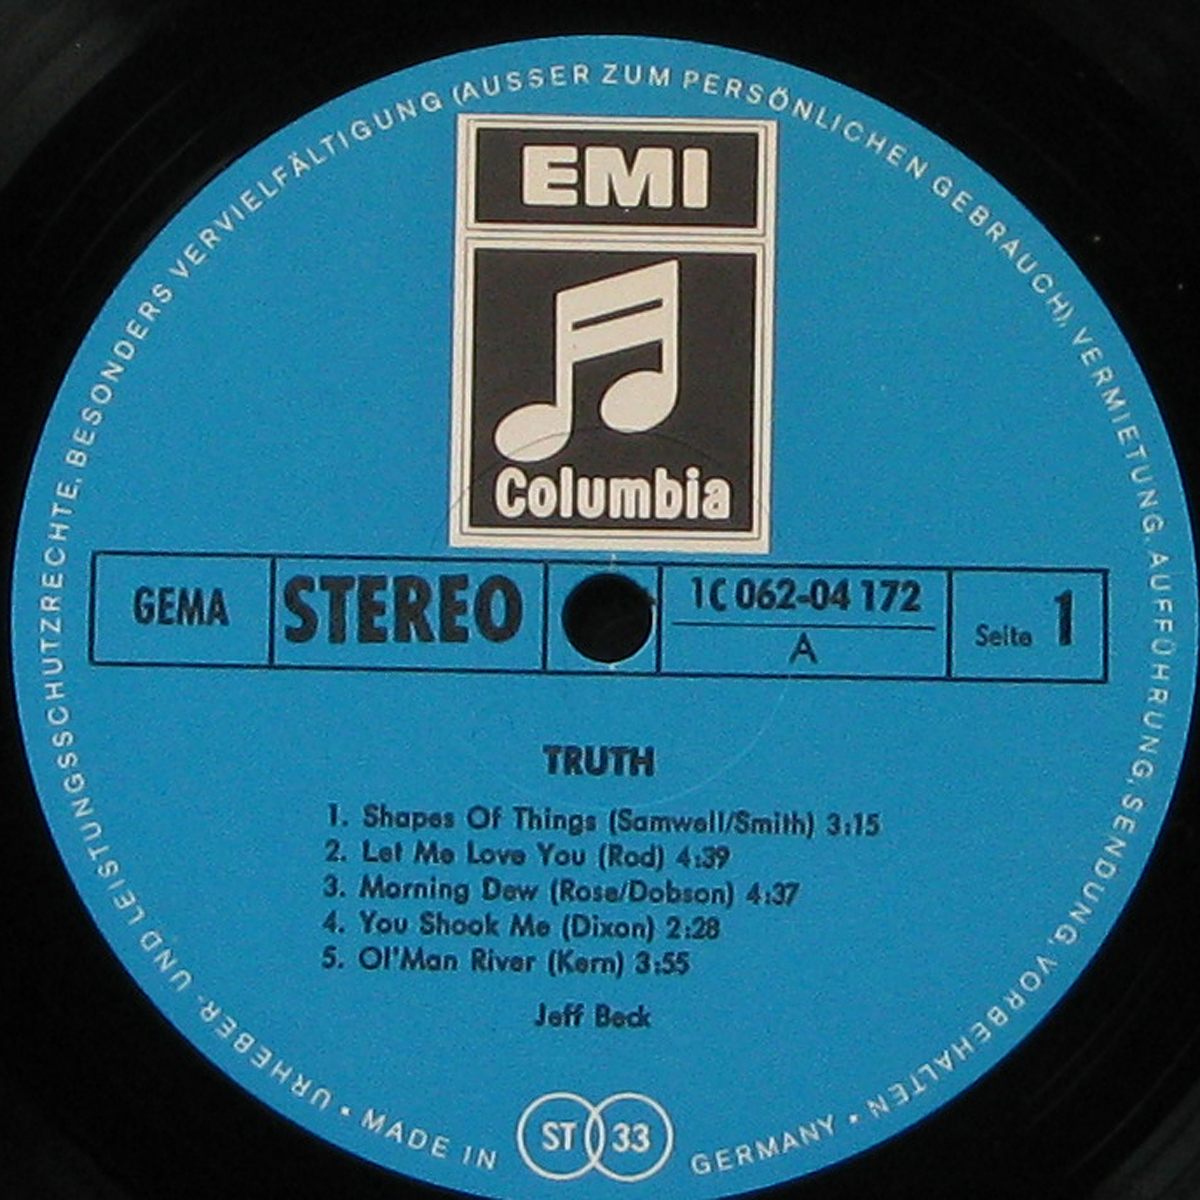 EMI
Columbia
GEMA
STEREO
1C 062-04 172
A
Seite 1
TRUTH
1. Shapes Of Things (Samwell/Smith) 3:15
2. Let Me Love You (Rod) 4:39
3. Morning Dew (Rose/Dobson) 4:37
4. You Shook Me (Dixon) 2:28
5. Ol'Man River (Kern) 3:55
Jeff Beck
URHEBER- UND LEISTUNGSSCHUTZRECHTE, BESONDERS VERVIELFÄLTIGUNG (AUSSER ZUM PERSÖNLICHEN GEBRAUCH), VERMIETUNG, AUFFÜHRUNG, SENDUNG, VORBEHALTEN •
• MADE IN
ST 33
GERMANY